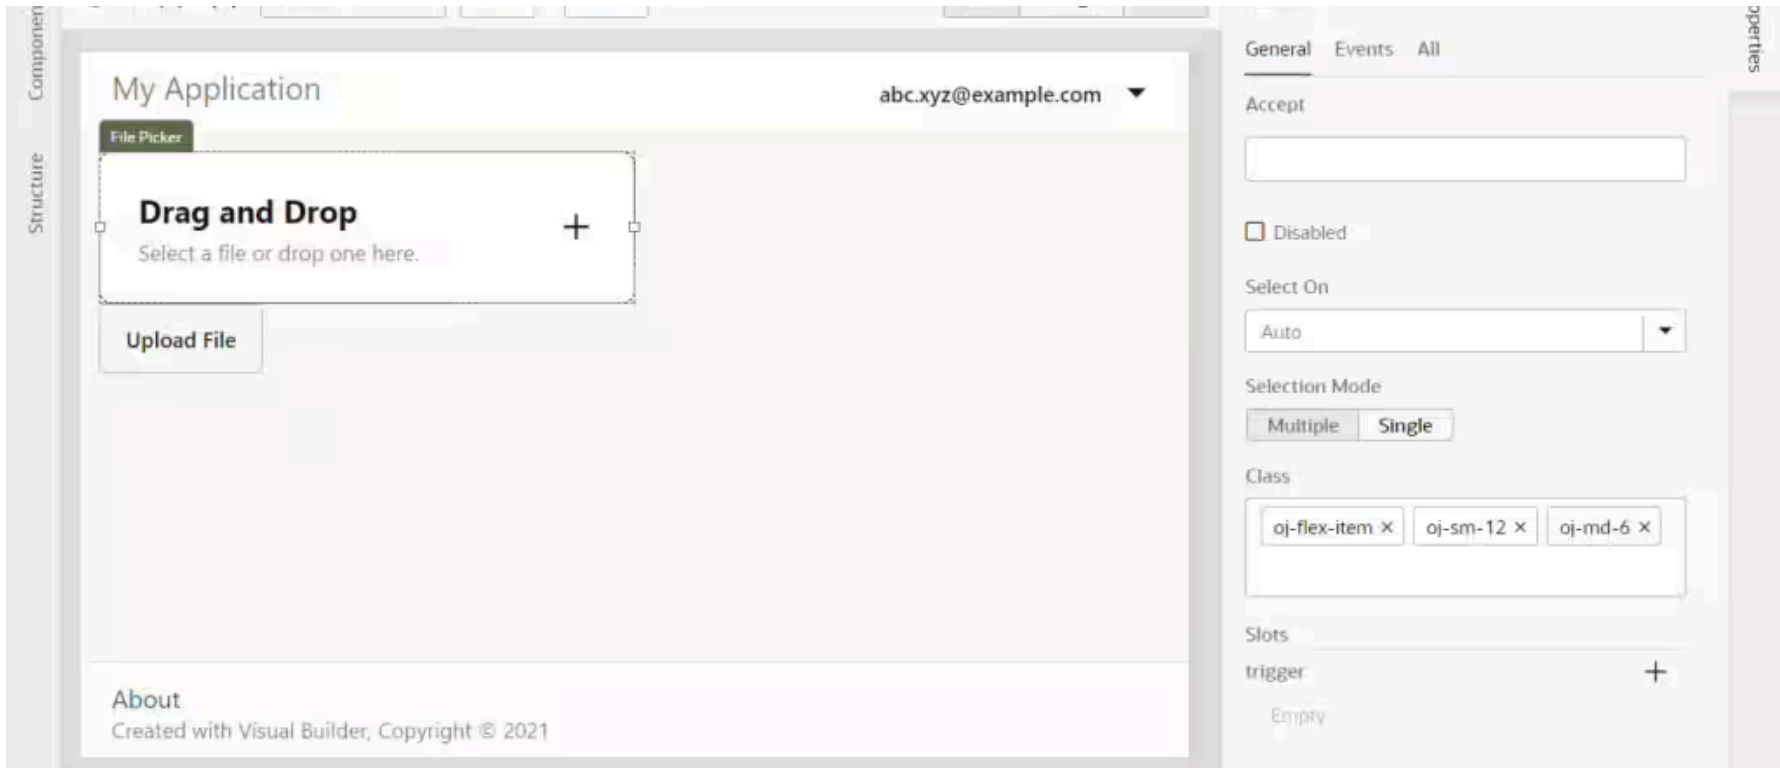 Componen
Structure
My Application
abc.xyz@example.com
File Picker
Drag and Drop
Select a file or drop one here.
Upload File
About
Created with Visual Builder, Copyright © 2021
General Events All
Accept
Disabled
Select On
Auto
Selection Mode
Multiple Single
Class
oj-flex-item × oj-sm-12 × oj-md-6 ×
Slots
trigger
Empty
operties